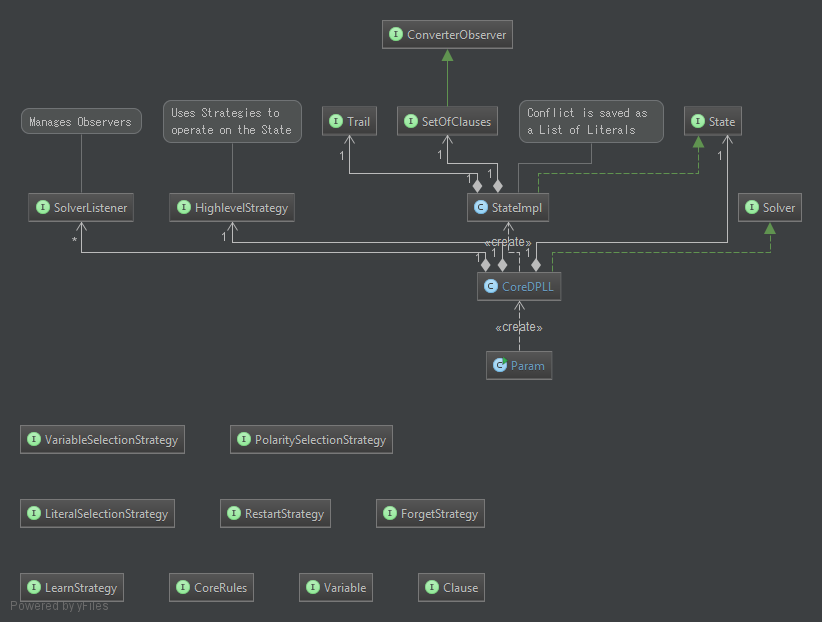 I ConverterObserver
Manages Observers
Uses Strategies to
operate on the State
I Trail
I SetOfClauses
Conflict is saved as
a List of Literals
I State
1
1
1
1
1
I SolverListener
I HighlevelStrategy
C StateImpl
I Solver
*
1
«create»
1
1
1
C CoreDPLL
«create»
C Param
I VariableSelectionStrategy
I PolaritySelectionStrategy
I LiteralSelectionStrategy
I RestartStrategy
I ForgetStrategy
I LearnStrategy
I CoreRules
I Variable
I Clause
Powered by yFiles